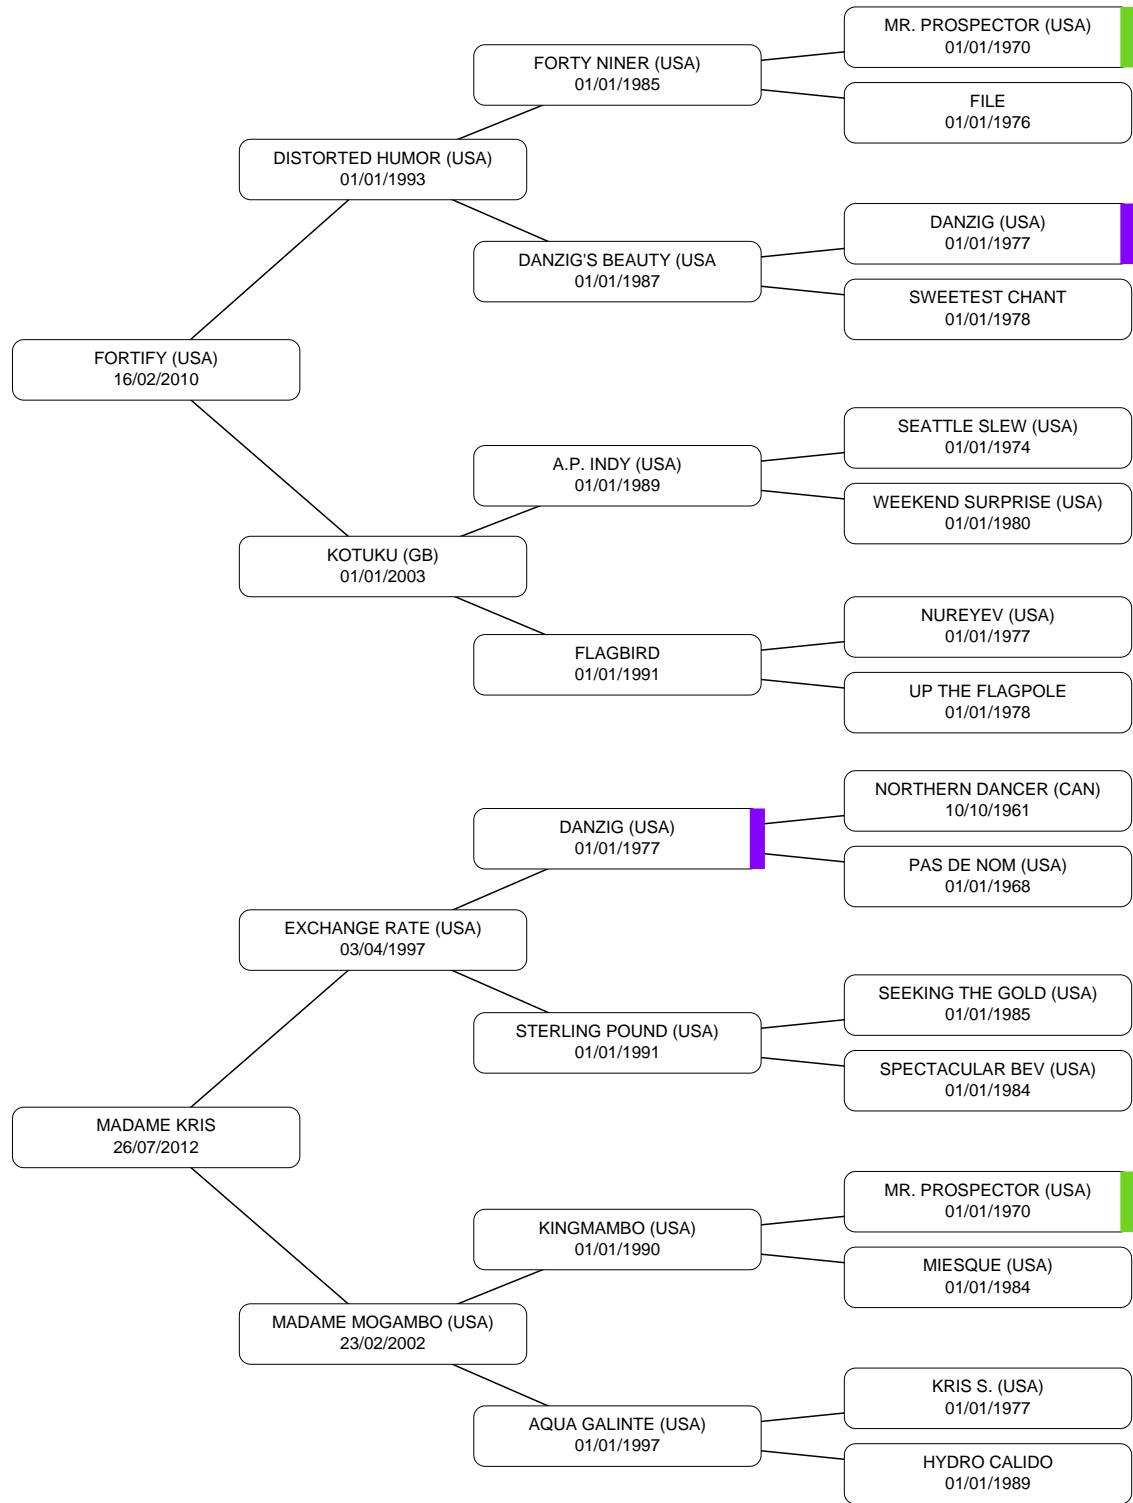 MR. PROSPECTOR (USA)
01/01/1970
FORTY NINER (USA)
01/01/1985
FILE
01/01/1976
DISTORTED HUMOR (USA)
01/01/1993
DANZIG (USA)
01/01/1977
DANZIG'S BEAUTY (USA
01/01/1987
SWEETEST CHANT
01/01/1978
FORTIFY (USA)
16/02/2010
SEATTLE SLEW (USA)
01/01/1974
A.P. INDY (USA)
01/01/1989
WEEKEND SURPRISE (USA)
01/01/1980
KOTUKU (GB)
01/01/2003
NUREYEV (USA)
01/01/1977
FLAGBIRD
01/01/1991
UP THE FLAGPOLE
01/01/1978
NORTHERN DANCER (CAN)
10/10/1961
DANZIG (USA)
01/01/1977
PAS DE NOM (USA)
01/01/1968
EXCHANGE RATE (USA)
03/04/1997
SEEKING THE GOLD (USA)
01/01/1985
STERLING POUND (USA)
01/01/1991
SPECTACULAR BEV (USA)
01/01/1984
MADAME KRIS
26/07/2012
MR. PROSPECTOR (USA)
01/01/1970
KINGMAMBO (USA)
01/01/1990
MIESQUE (USA)
01/01/1984
MADAME MOGAMBO (USA)
23/02/2002
KRIS S. (USA)
01/01/1977
AQUA GALINTE (USA)
01/01/1997
HYDRO CALIDO
01/01/1989